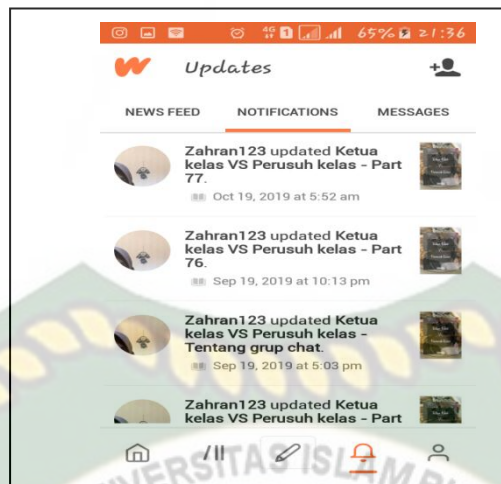 4G 1 65% 21:36
Updates
NEWS FEED NOTIFICATIONS MESSAGES
Zahran123 updated Ketua
kelas VS Perusuh kelas - Part
77.
Oct 19, 2019 at 5:52 am
Zahran123 updated Ketua
kelas VS Perusuh kelas - Part
76.
Sep 19, 2019 at 10:13 pm
Zahran123 updated Ketua
kelas VS Perusuh kelas -
Tentang grup chat.
Sep 19, 2019 at 5:03 pm
Zahran123 updated Ketua
kelas VS Perusuh kelas - Part